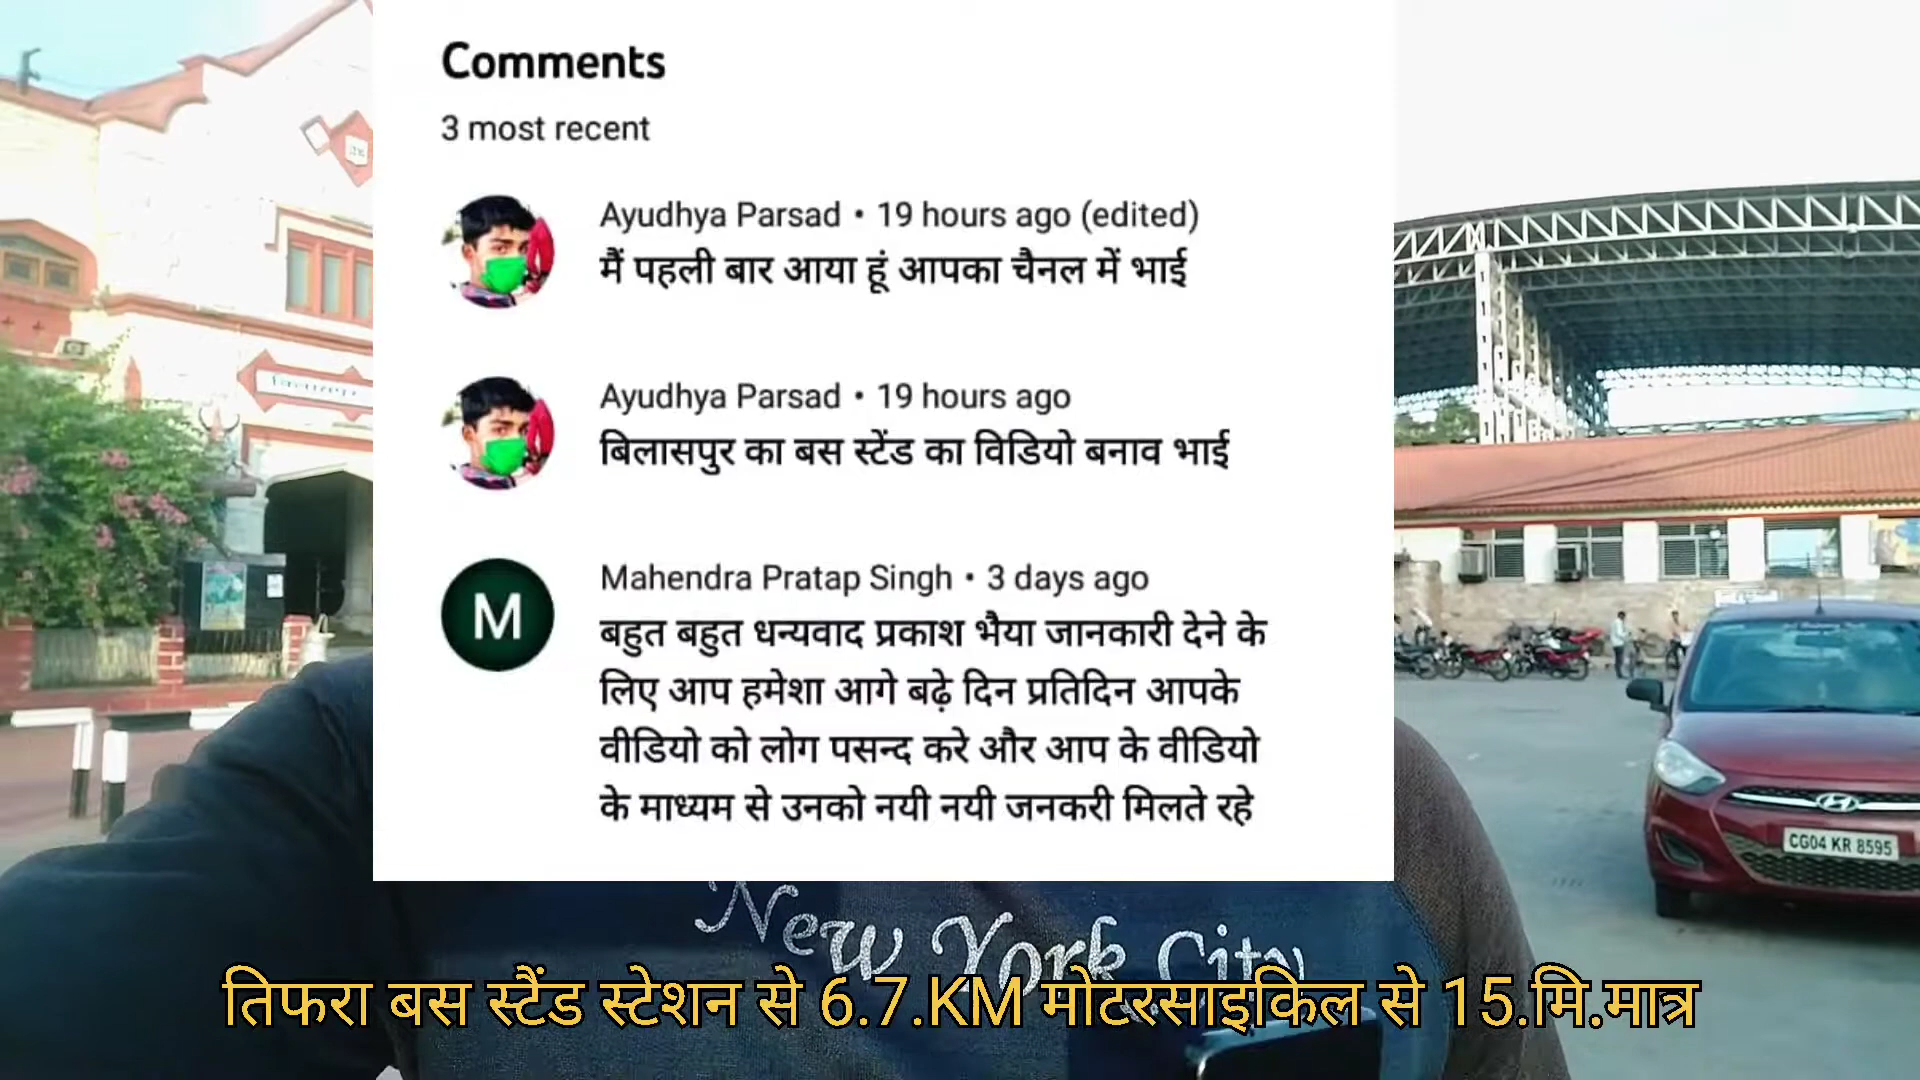 Comments
3 most recent
Ayudhya Parsad • 19 hours ago (edited)
मैं पहली बार आया हूं आपका चैनल में भाई
Ayudhya Parsad • 19 hours ago
बिलासपुर का बस स्टेंड का विडियो बनाव भाई
M
Mahendra Pratap Singh • 3 days ago
बहुत बहुत धन्यवाद प्रकाश भैया जानकारी देने के
लिए आप हमेशा आगे बढ़े दिन प्रतिदिन आपके
वीडियो को लोग पसन्द करे और आप के वीडियो
के माध्यम से उनको नयी नयी जनकरी मिलते रहे
CG04 KR 8595
New York City
तिफरा बस स्टैंड स्टेशन से 6.7.KM मोटरसाइकिल से 15.मि.मात्र